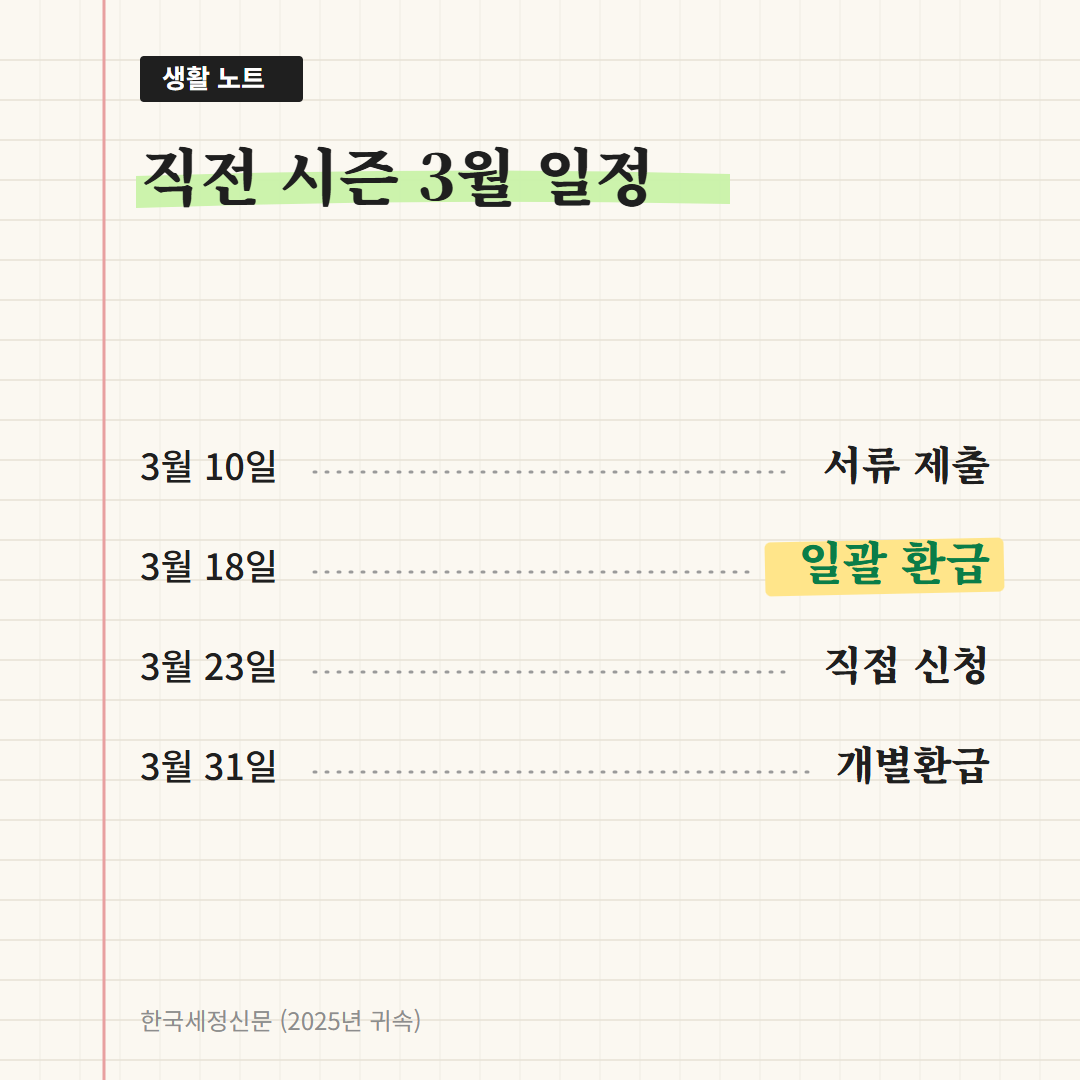 생활 노트
직전 시즌 3월 일정
3월 10일 서류 제출
3월 18일 일괄 환급
3월 23일 직접 신청
3월 31일 개별환급
한국세정신문 (2025년 귀속)